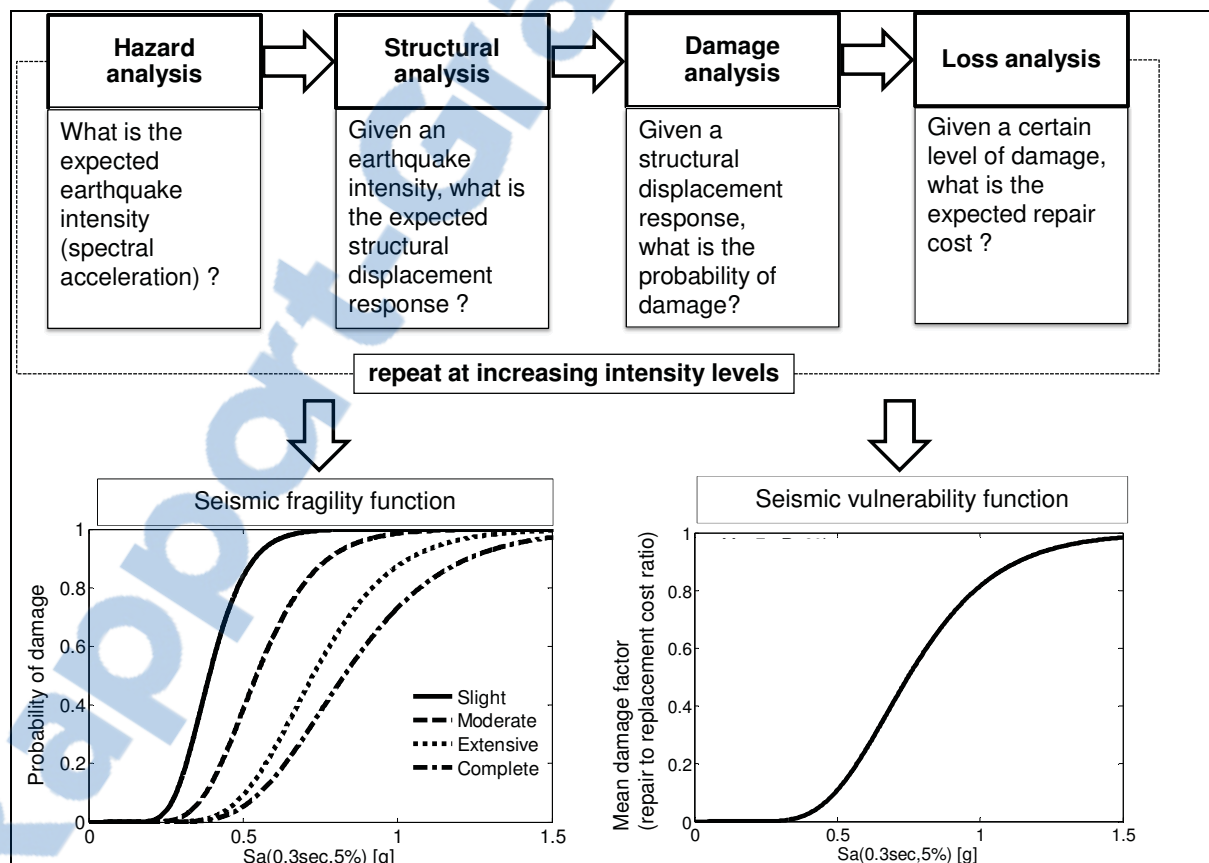 Hazard
analysis
Structural
analysis
Damage
analysis
Loss analysis
What is the
expected
earthquake
intensity
(spectral
acceleration) ?
Given an
earthquake
intensity, what is
the expected
structural
displacement
response ?
Given a
structural
displacement
response,
what is the
probability of
damage?
Given a certain
level of damage,
what is the
expected repair
cost ?
repeat at increasing intensity levels
Seismic fragility function
Probability of damage
1
0.8
0.6
0.4
0.2
0
0 0.5 1 1.5
Sa(0.3sec,5%) [g]
Slight
Moderate
Extensive
Complete
Seismic vulnerability function
Mean damage factor
(repair to replacement cost ratio)
1
0.8
0.6
0.4
0.2
0
0 0.5 1 1.5
Sa(0.3sec,5%) [g]